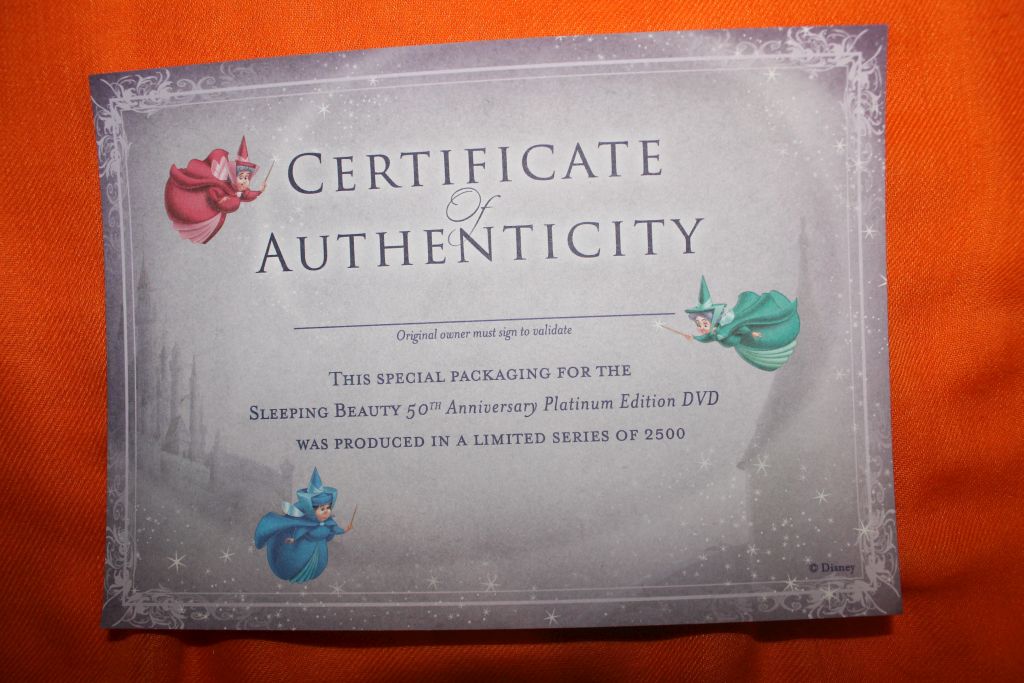 CERTIFICATE
Of
AUTHENTICITY
Original owner must sign to validate
THIS SPECIAL PACKAGING FOR THE
SLEEPING BEAUTY 50TH Anniversary Platinum Edition DVD
WAS PRODUCED IN A LIMITED SERIES OF 2500
© Disney